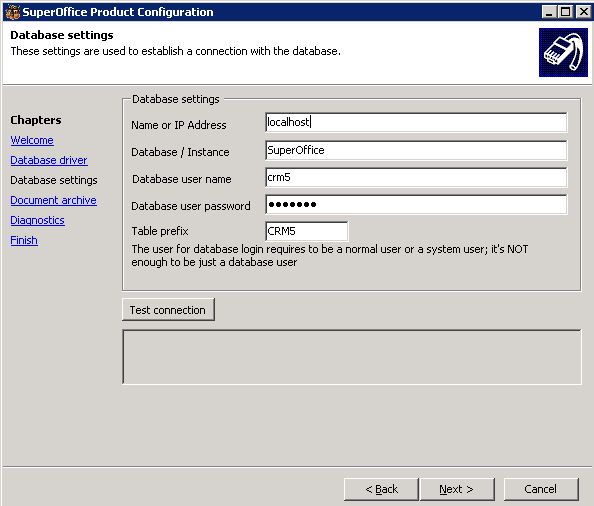 SuperOffice Product Configuration
Database settings
These settings are used to establish a connection with the database.
Chapters
Welcome
Database driver
Database settings
Document archive
Diagnostics
Finish
Database settings
Name or IP Address
localhost
Database / Instance
SuperOffice
Database user name
crm5
Database user password
●●●●●●●
Table prefix
CRM5
The user for database login requires to be a normal user or a system user; it's NOT
enough to be just a database user
Test connection
< Back
Next >
Cancel